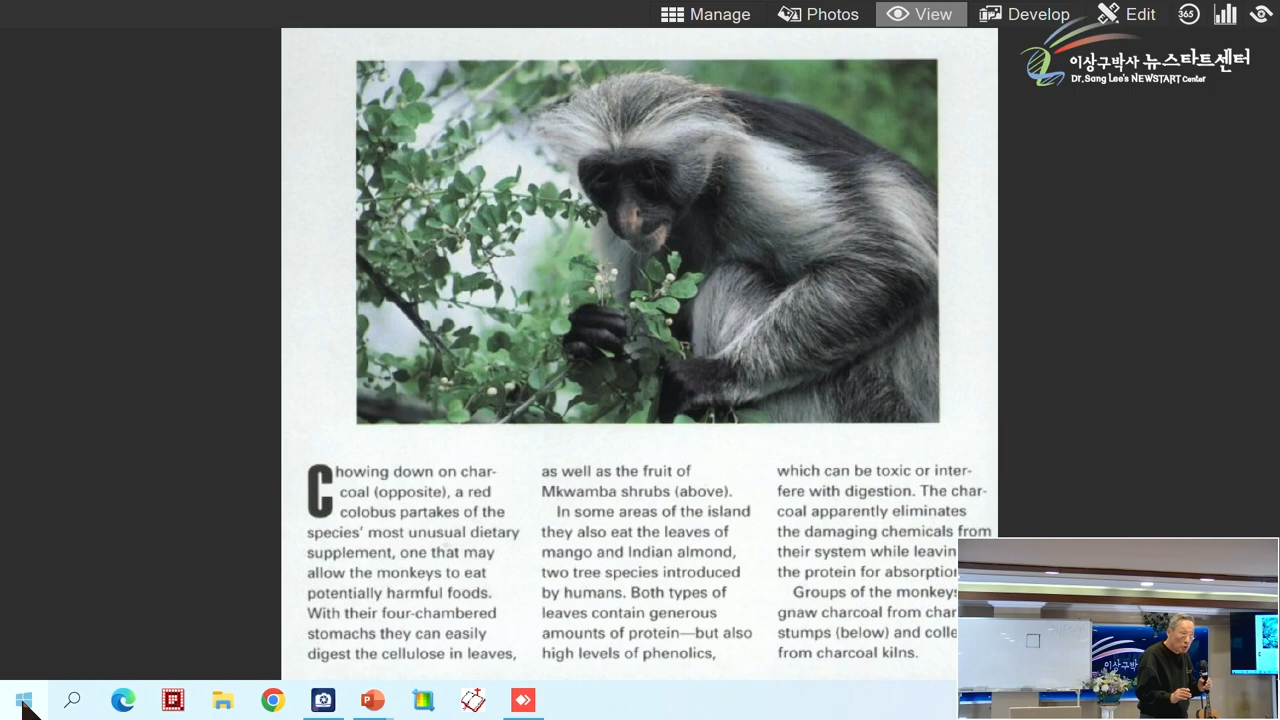 Manage
Photos
View
Develop
Edit
365
이상구박사 뉴스타트센터
Dr. Sang Lee's NEWSTART Center
Chowing down on char-
coal (opposite), a red
colobus partakes of the
species' most unusual dietary
supplement, one that may
allow the monkeys to eat
potentially harmful foods.
With their four-chambered
stomachs they can easily
digest the cellulose in leaves,
as well as the fruit of
Mkwamba shrubs (above).
In some areas of the island
they also eat the leaves of
mango and Indian almond,
two tree species introduced
by humans. Both types of
leaves contain generous
amounts of protein—but also
high levels of phenolics,
which can be toxic or inter-
fere with digestion. The char-
coal apparently eliminates
the damaging chemicals from
their system while leavin
the protein for absorptio
Groups of the monkeys
gnaw charcoal from char
stumps (below) and colle
from charcoal kilns.
이상구박